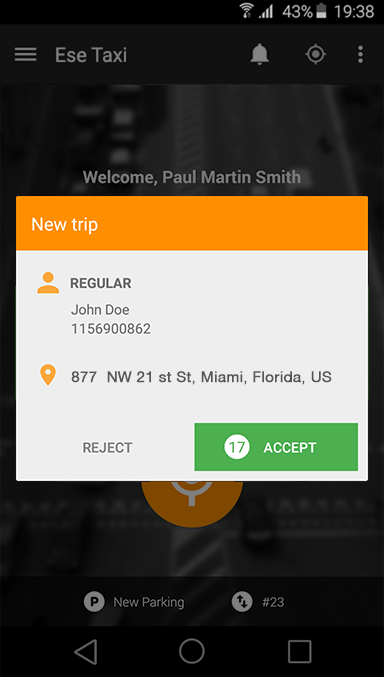 43% 19:38
Ese Taxi
Welcome, Paul Martin Smith
New trip
REGULAR
John Doe
1156900862
877 NW 21 st St, Miami, Florida, US
REJECT 17 ACCEPT
P New Parking #23